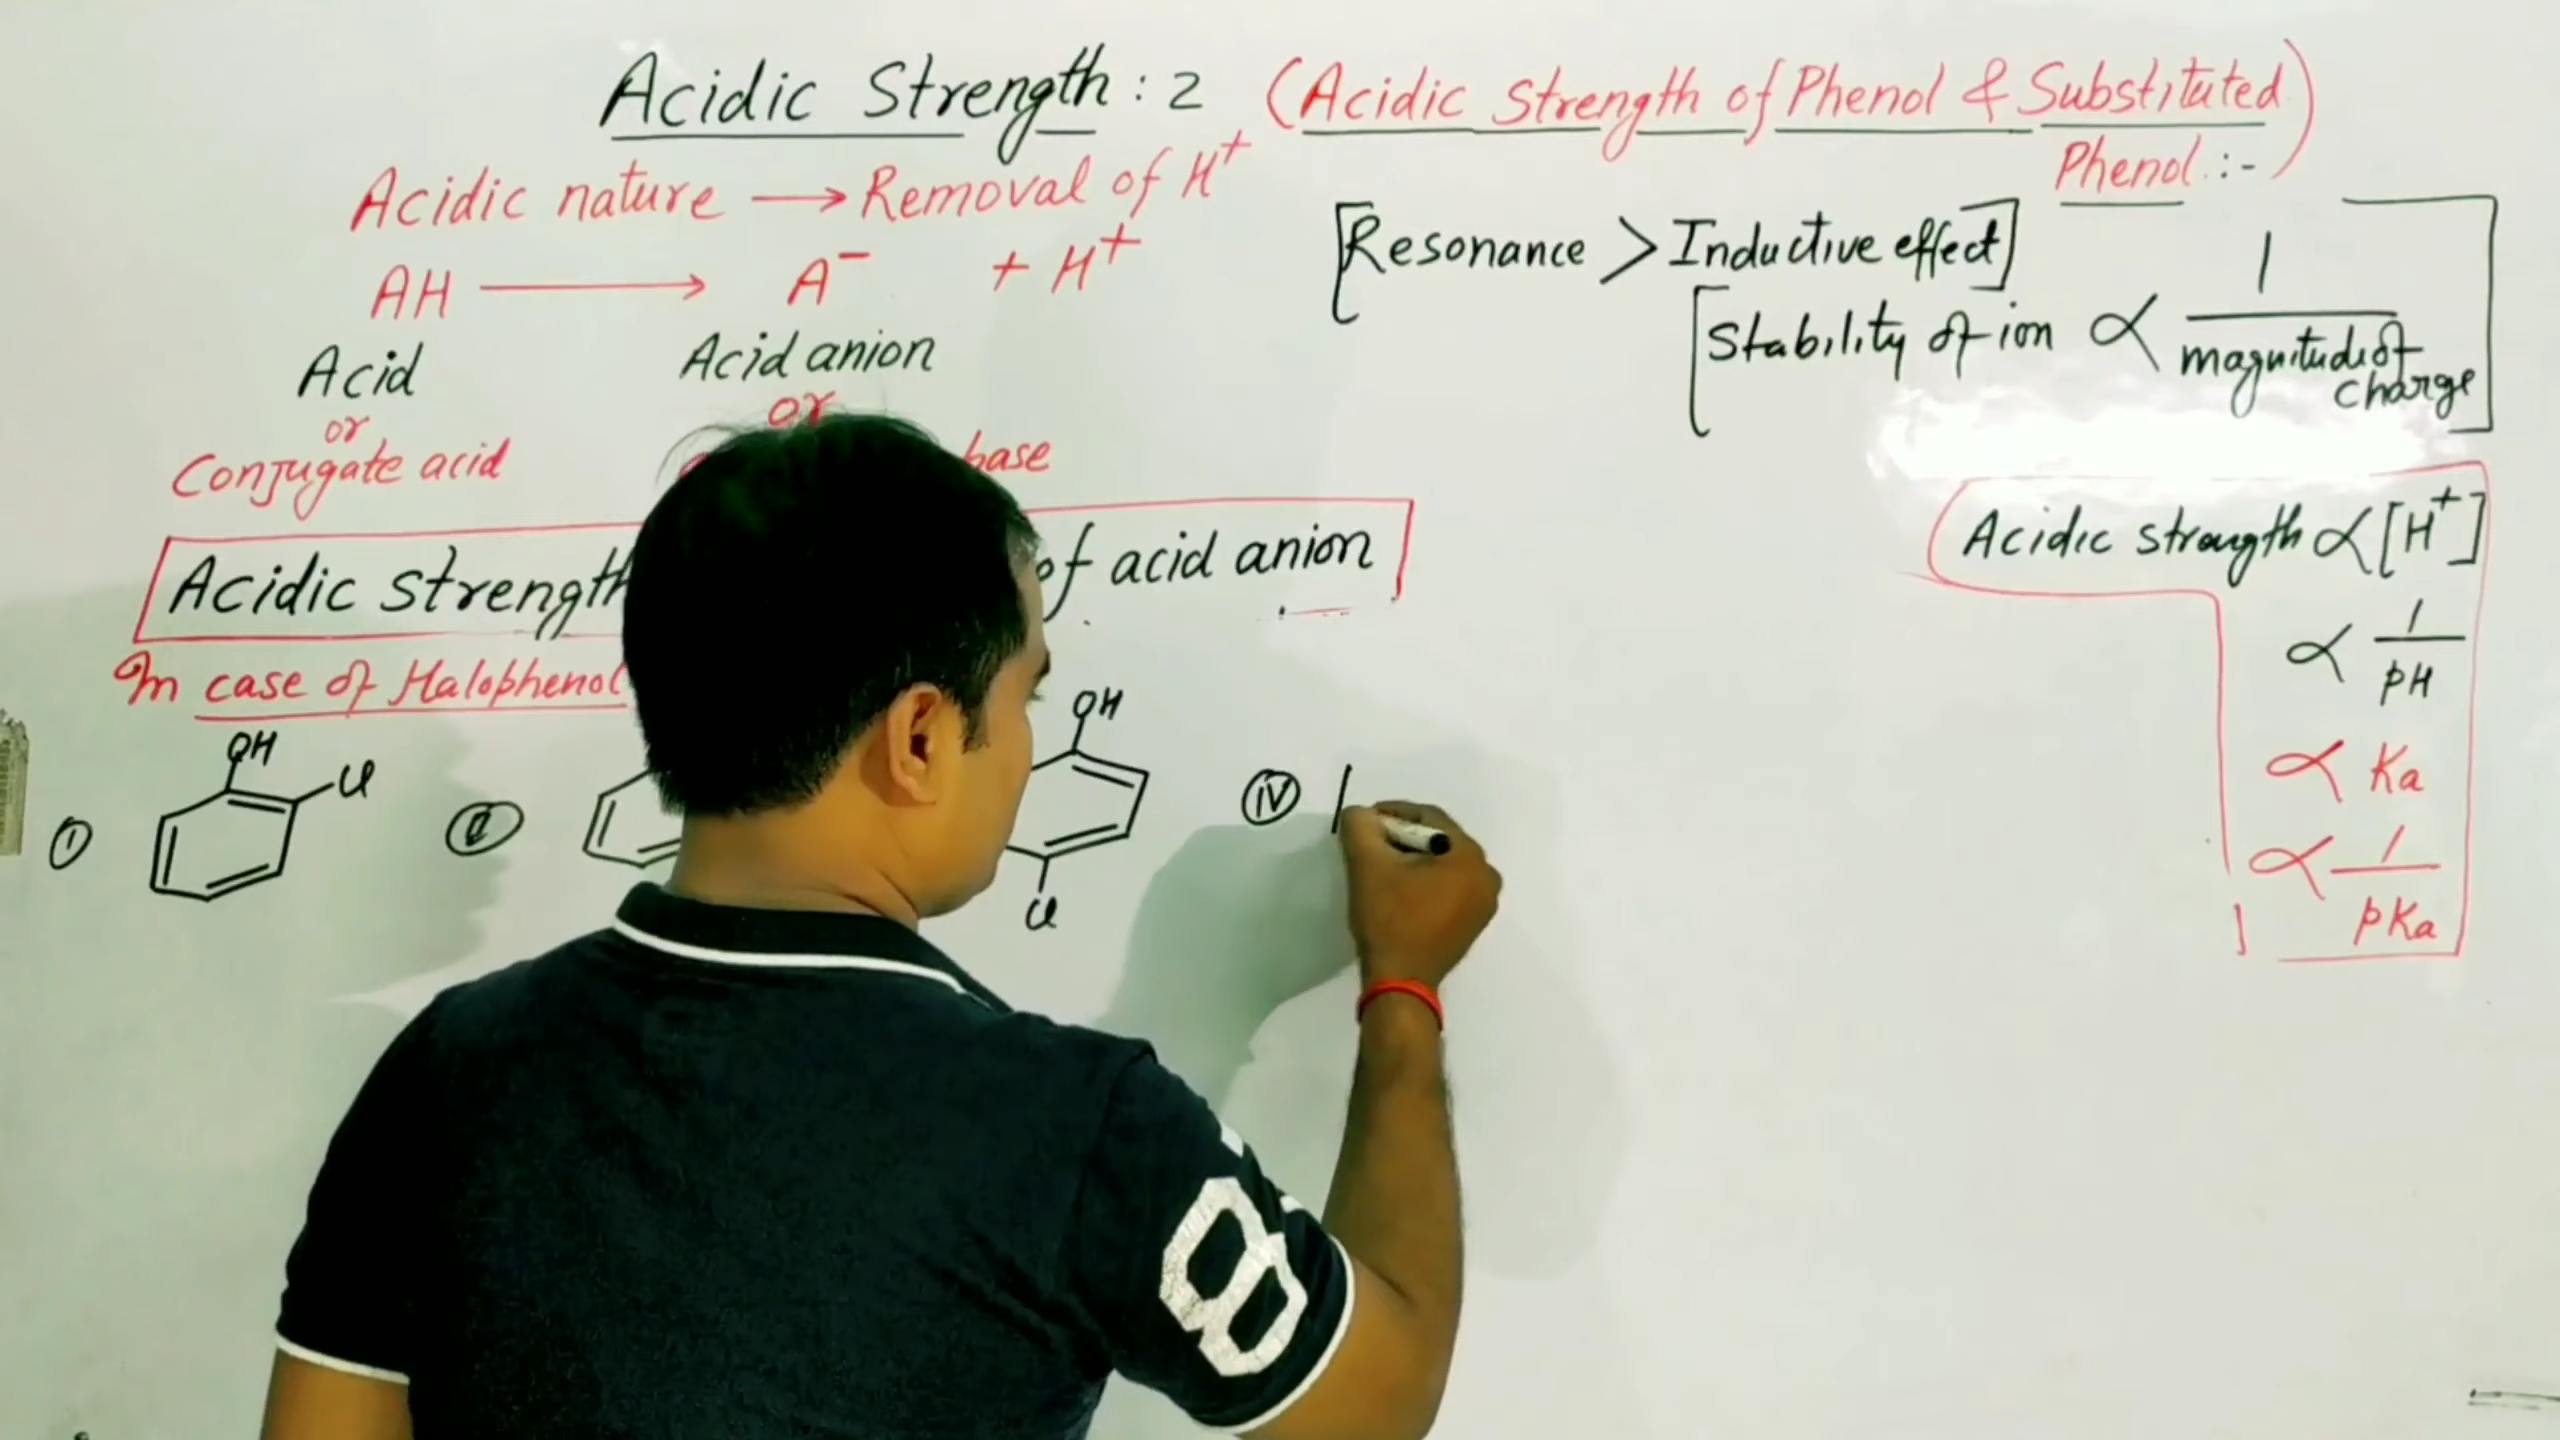 Acidic Strength : 2 (Acidic Strength of Phenol & Substituted
Phenol :-)
Acidic nature → Removal of H⁺
AH → A⁻ + H⁺
Acid
or
Conjugate acid
Acid anion
or
base
[Resonance > Inductive effect]
[Stability of ion ∝ 1 / magnitude of charge]
Acidic strength of acid anion
Acidic strength ∝ [H⁺]
∝ 1 / pH
∝ Ka
∝ 1 / pKa
In case of Halophenol
I OH Cl
II
OH Cl
IV
8